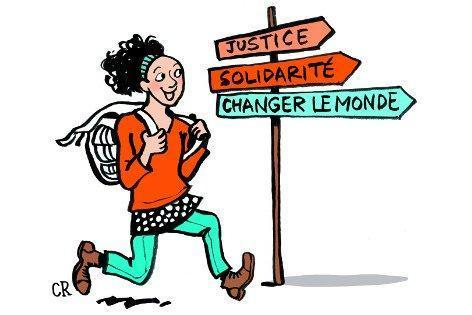 JUSTICE
SOLIDARITÉ
CHANGER LE MONDE
CR